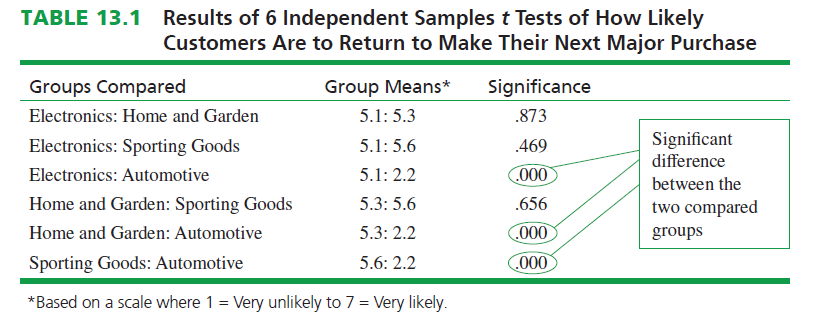 TABLE 13.1 Results of 6 Independent Samples t Tests of How Likely
Customers Are to Return to Make Their Next Major Purchase
Groups Compared Group Means* Significance
Electronics: Home and Garden 5.1: 5.3 .873
Electronics: Sporting Goods 5.1: 5.6 .469
Electronics: Automotive 5.1: 2.2 .000
Home and Garden: Sporting Goods 5.3: 5.6 .656
Home and Garden: Automotive 5.3: 2.2 .000
Sporting Goods: Automotive 5.6: 2.2 .000
Significant
difference
between the
two compared
groups
*Based on a scale where 1 = Very unlikely to 7 = Very likely.